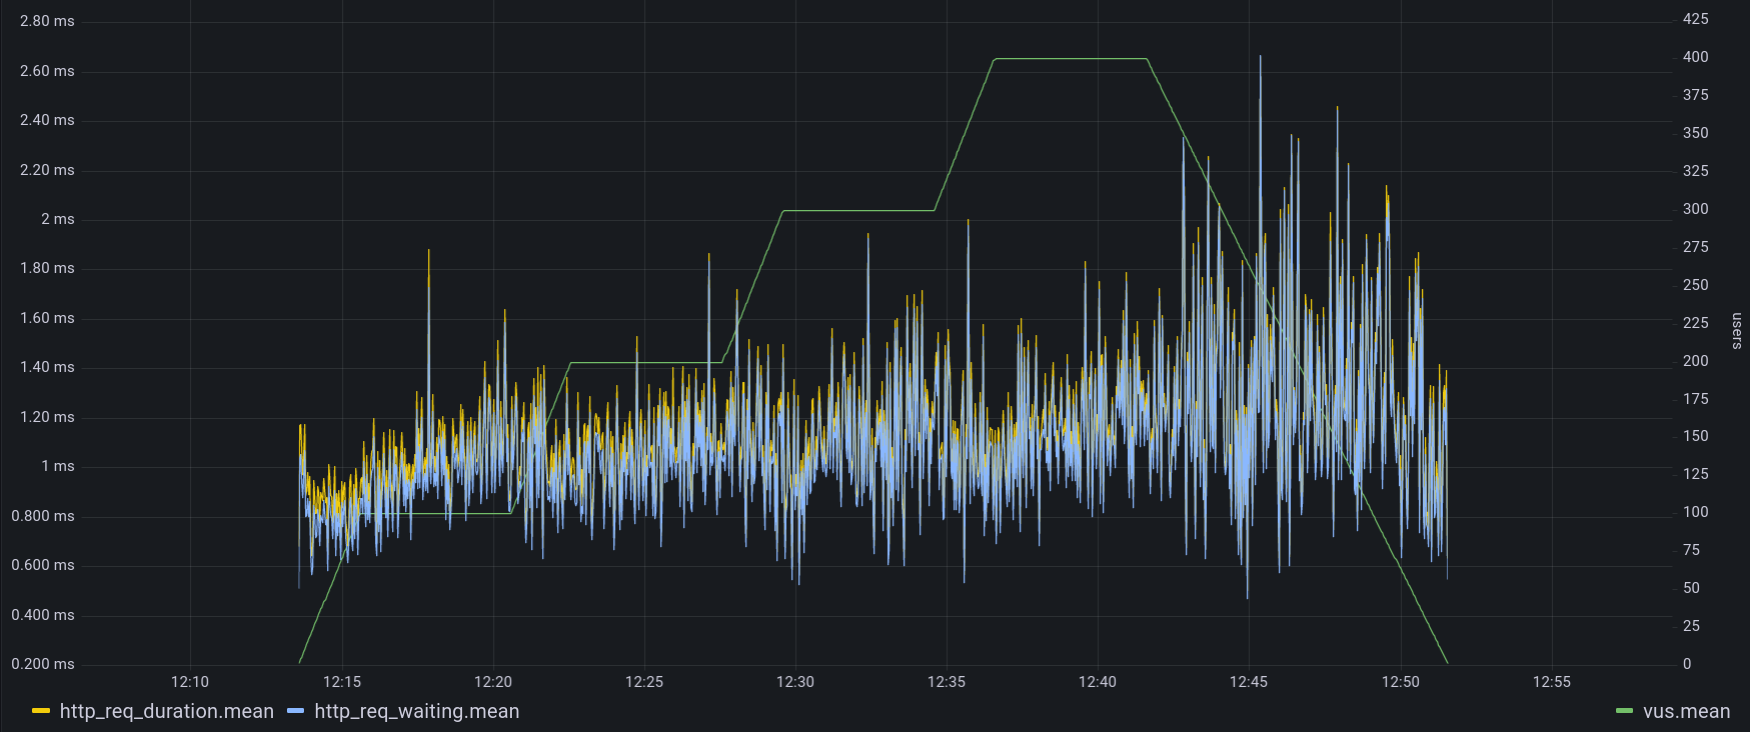 2.80 ms
2.60 ms
2.40 ms
2.20 ms
2 ms
1.80 ms
1.60 ms
1.40 ms
1.20 ms
1 ms
0.800 ms
0.600 ms
0.400 ms
0.200 ms
425
400
375
350
325
300
275
250
225
200
175
150
125
100
75
50
25
0
users
12:10 12:15 12:20 12:25 12:30 12:35 12:40 12:45 12:50 12:55
http_req_duration.mean http_req_waiting.mean vus.mean